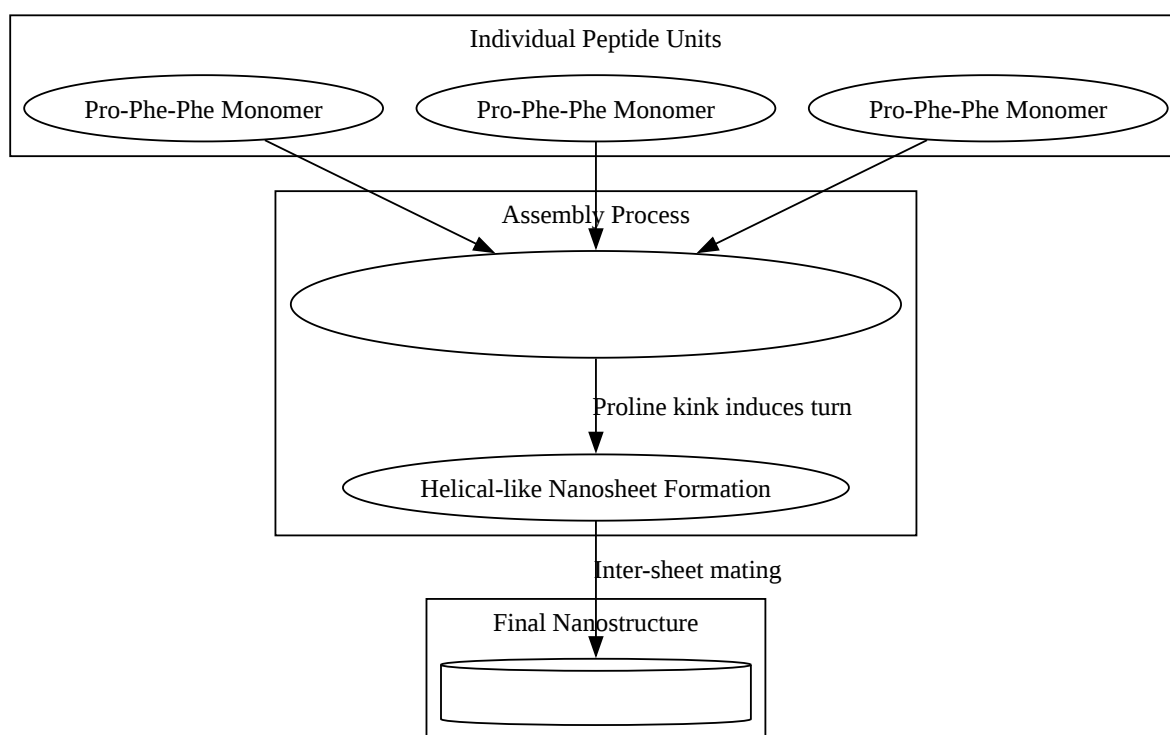 Individual Peptide Units
Pro-Phe-Phe Monomer
Pro-Phe-Phe Monomer
Pro-Phe-Phe Monomer
Assembly Process
Proline kink induces turn
Helical-like Nanosheet Formation
Inter-sheet mating
Final Nanostructure